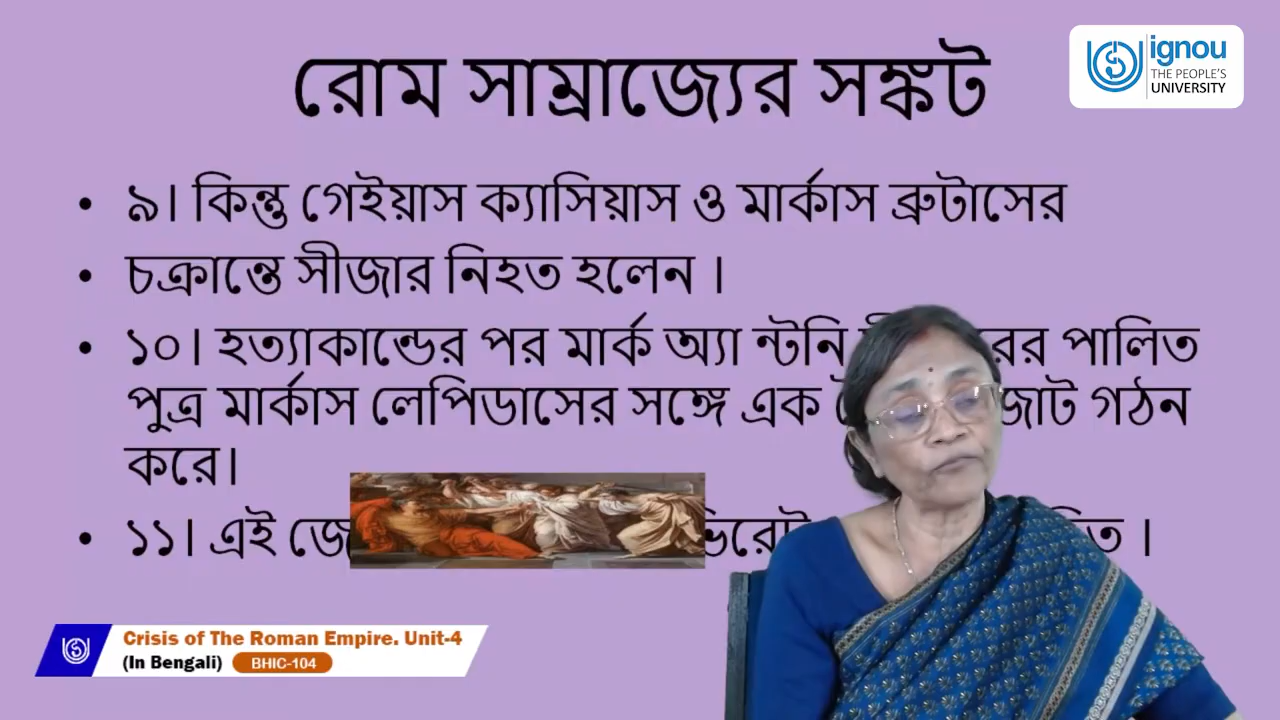 রোম সাম্রাজ্যের সঙ্কট
ignou
THE PEOPLE'S
UNIVERSITY
• ৯। কিন্তু গেইয়াস ক্যাসিয়াস ও মার্কাস ব্রুটাসের
• চক্রান্তে সীজার নিহত হলেন ।
• ১০। হত্যাকান্ডের পর মার্ক অ্যা ন্টনি পালিত
পুত্র মার্কাস লেপিডাসের সঙ্গে এক গঠন
করে।
• ১১। এই ।
Crisis of The Roman Empire. Unit-4
(In Bengali) BHIC-104